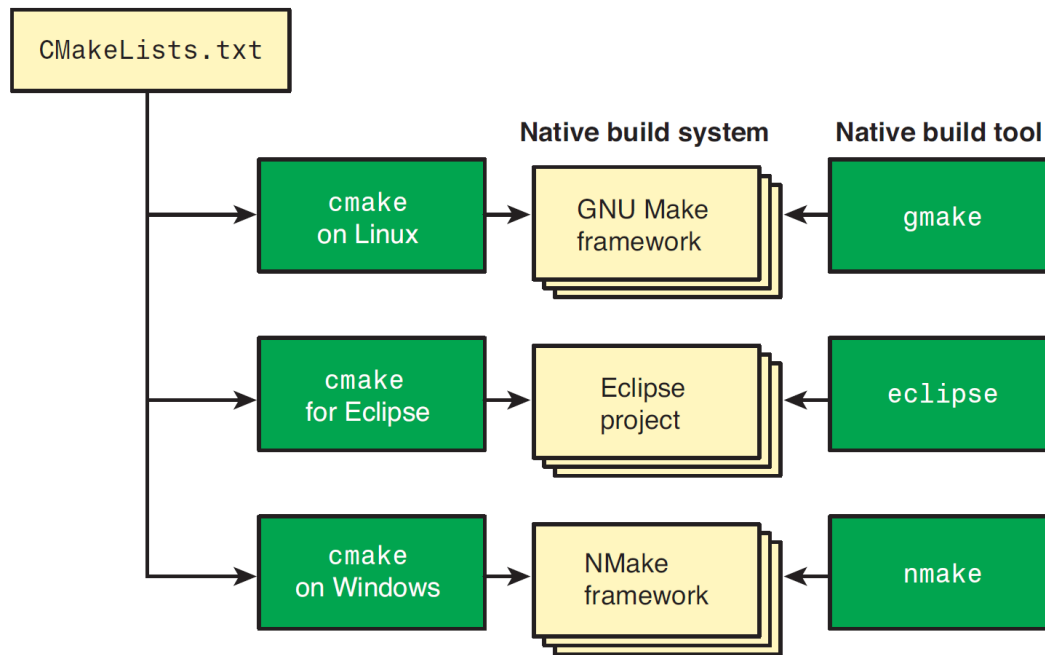 CMakeLists.txt
Native build system
Native build tool
cmake
on Linux
GNU Make
framework
gmake
cmake
for Eclipse
Eclipse
project
eclipse
cmake
on Windows
NMake
framework
nmake